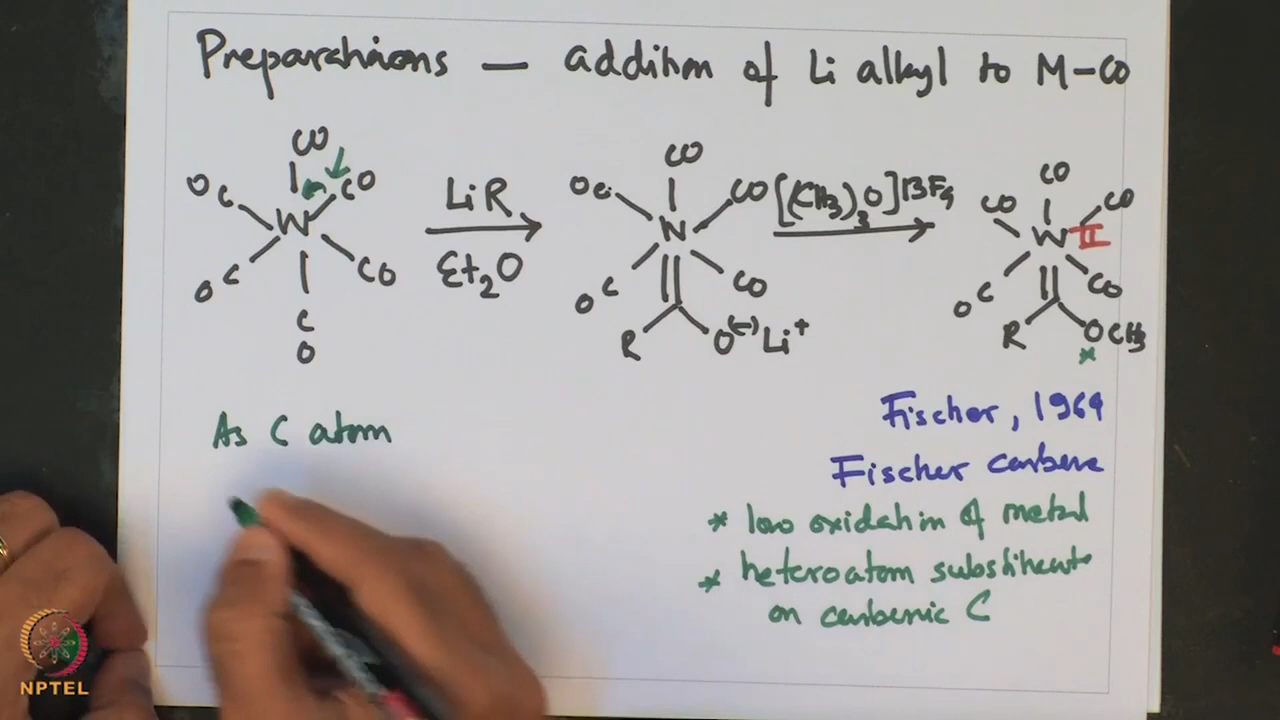 Preparations — addition of Li alkyl to M-CO
CO
OC CO
W
OC CO
C
O
LiR
Et2O
CO
OC CO
W
OC CO
R O(-)Li+
[(CH3)3O]BF4
CO
CO CO
W II
OC CO
R OCH3
*
Fischer, 1964
Fischer carbene
* low oxidation of metal
* heteroatom substituent
on carbenic C
As C atom
NPTEL